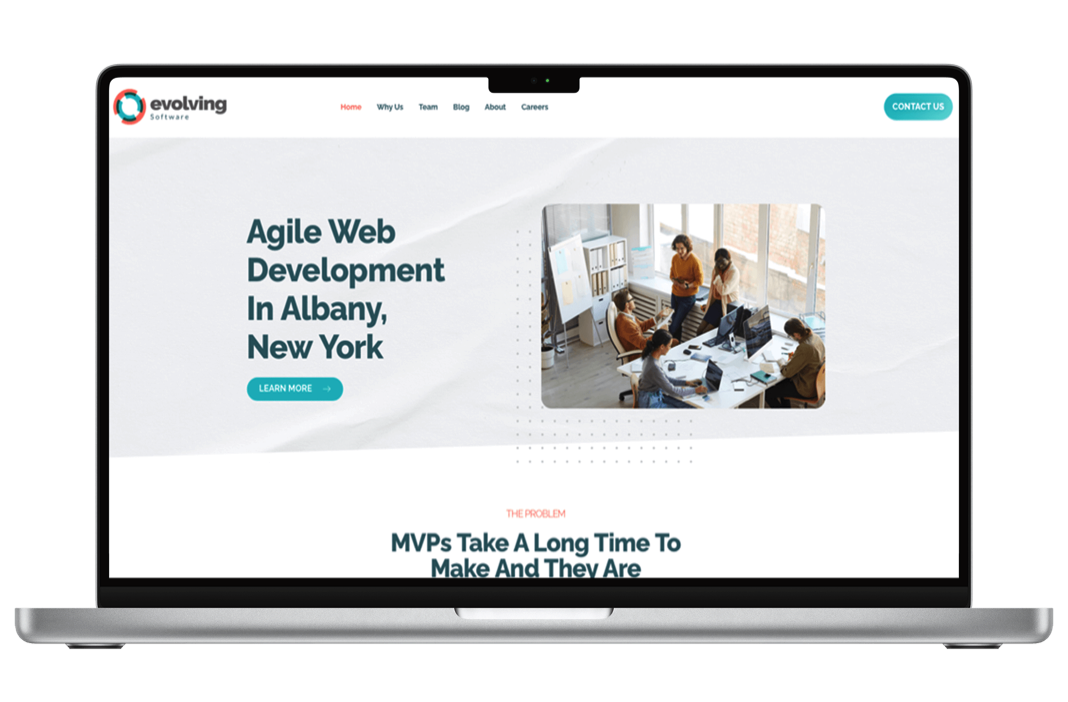 evolving
Software
Home Why Us Team Blog About Careers
CONTACT US
Agile Web
Development
In Albany,
New York
LEARN MORE
THE PROBLEM
MVPs Take A Long Time To
Make And They Are